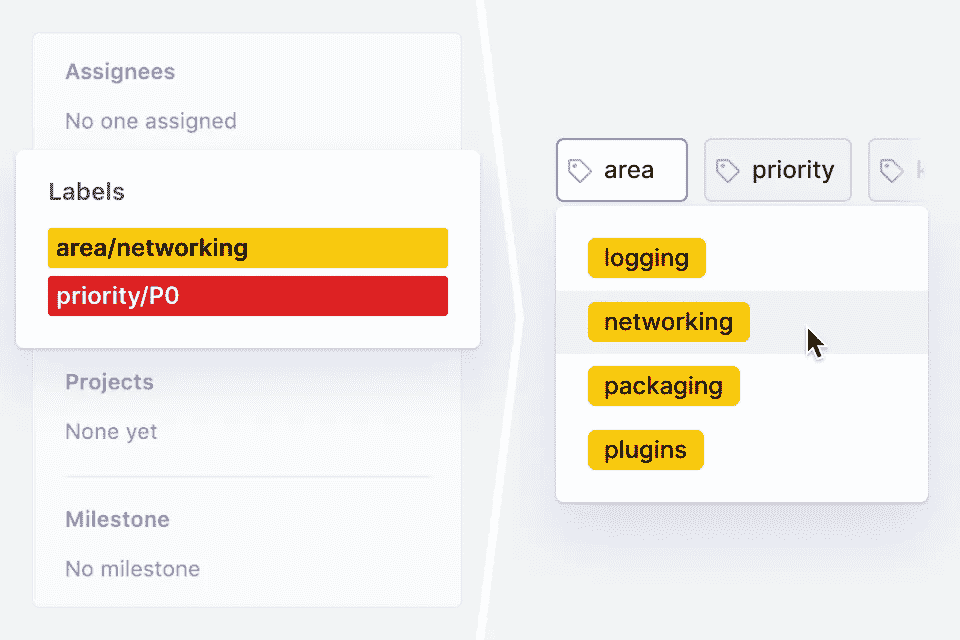 Assignees
No one assigned
Labels
area/networking
priority/P0
Projects
None yet
Milestone
No milestone
area
priority
logging
networking
packaging
plugins